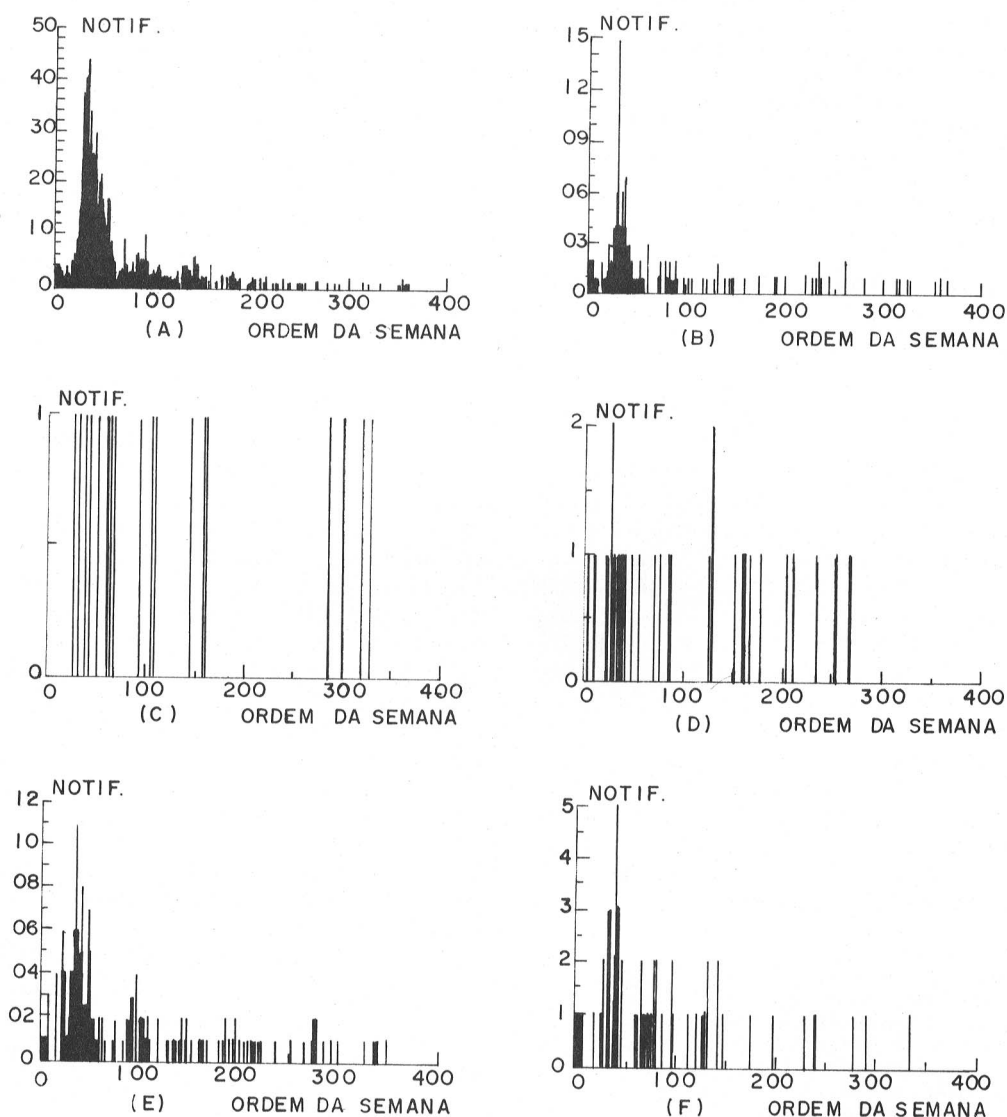 50 NOTIF.
40
30
20
10
0
0 100 200 300 400
(A) ORDEM DA SEMANA
NOTIF.
15
12
09
06
03
0
0 100 200 300 400
(B) ORDEM DA SEMANA
NOTIF.
1
0
0 100 200 300 400
(C) ORDEM DA SEMANA
NOTIF.
2
1
0
0 100 200 300 400
(D) ORDEM DA SEMANA
NOTIF.
12
10
08
06
04
02
0
0 100 200 300 400
(E) ORDEM DA SEMANA
NOTIF.
5
4
3
2
1
0
0 100 200 300 400
(F) ORDEM DA SEMANA